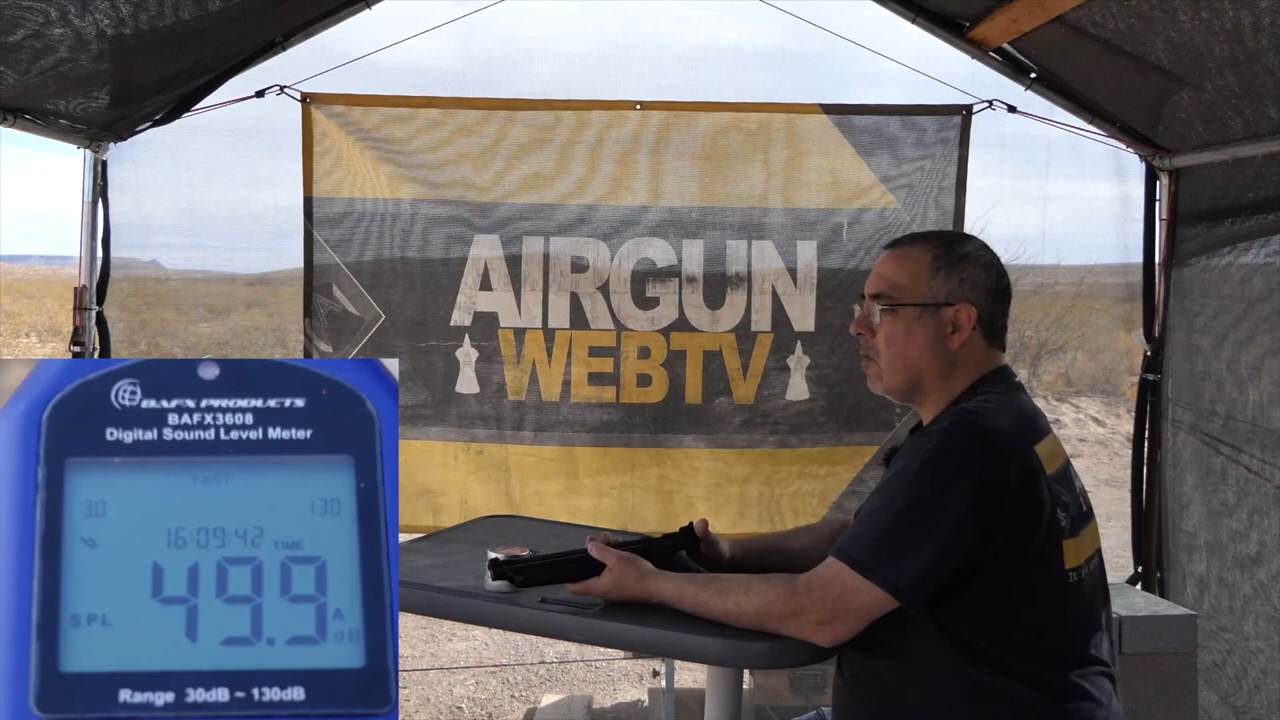 AIRGUN
WEBTV
BAFX PRODUCTS
BAFX3608
Digital Sound Level Meter
FAST
30 130
16:09:42 TIME
SPL 49.9 A dB
Range 30dB ~ 130dB